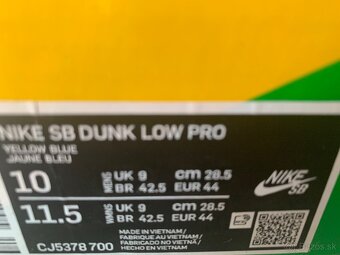 NIKE SB DUNK LOW PRO
YELLOW BLUE
JAUNE BLEU
10 MENS UK 9 cm 28.5
BR 42.5 EUR 44
11.5 WMNS UK 9 cm 28.5
BR 42.5 EUR 44
NIKE
SB
CJ5378 700
MADE IN VIETNAM /
FABRIQUE AU VIETNAM /
FABRICADO NO VIETNÃ /
HECHO EN VIETNAM
bazos.sk